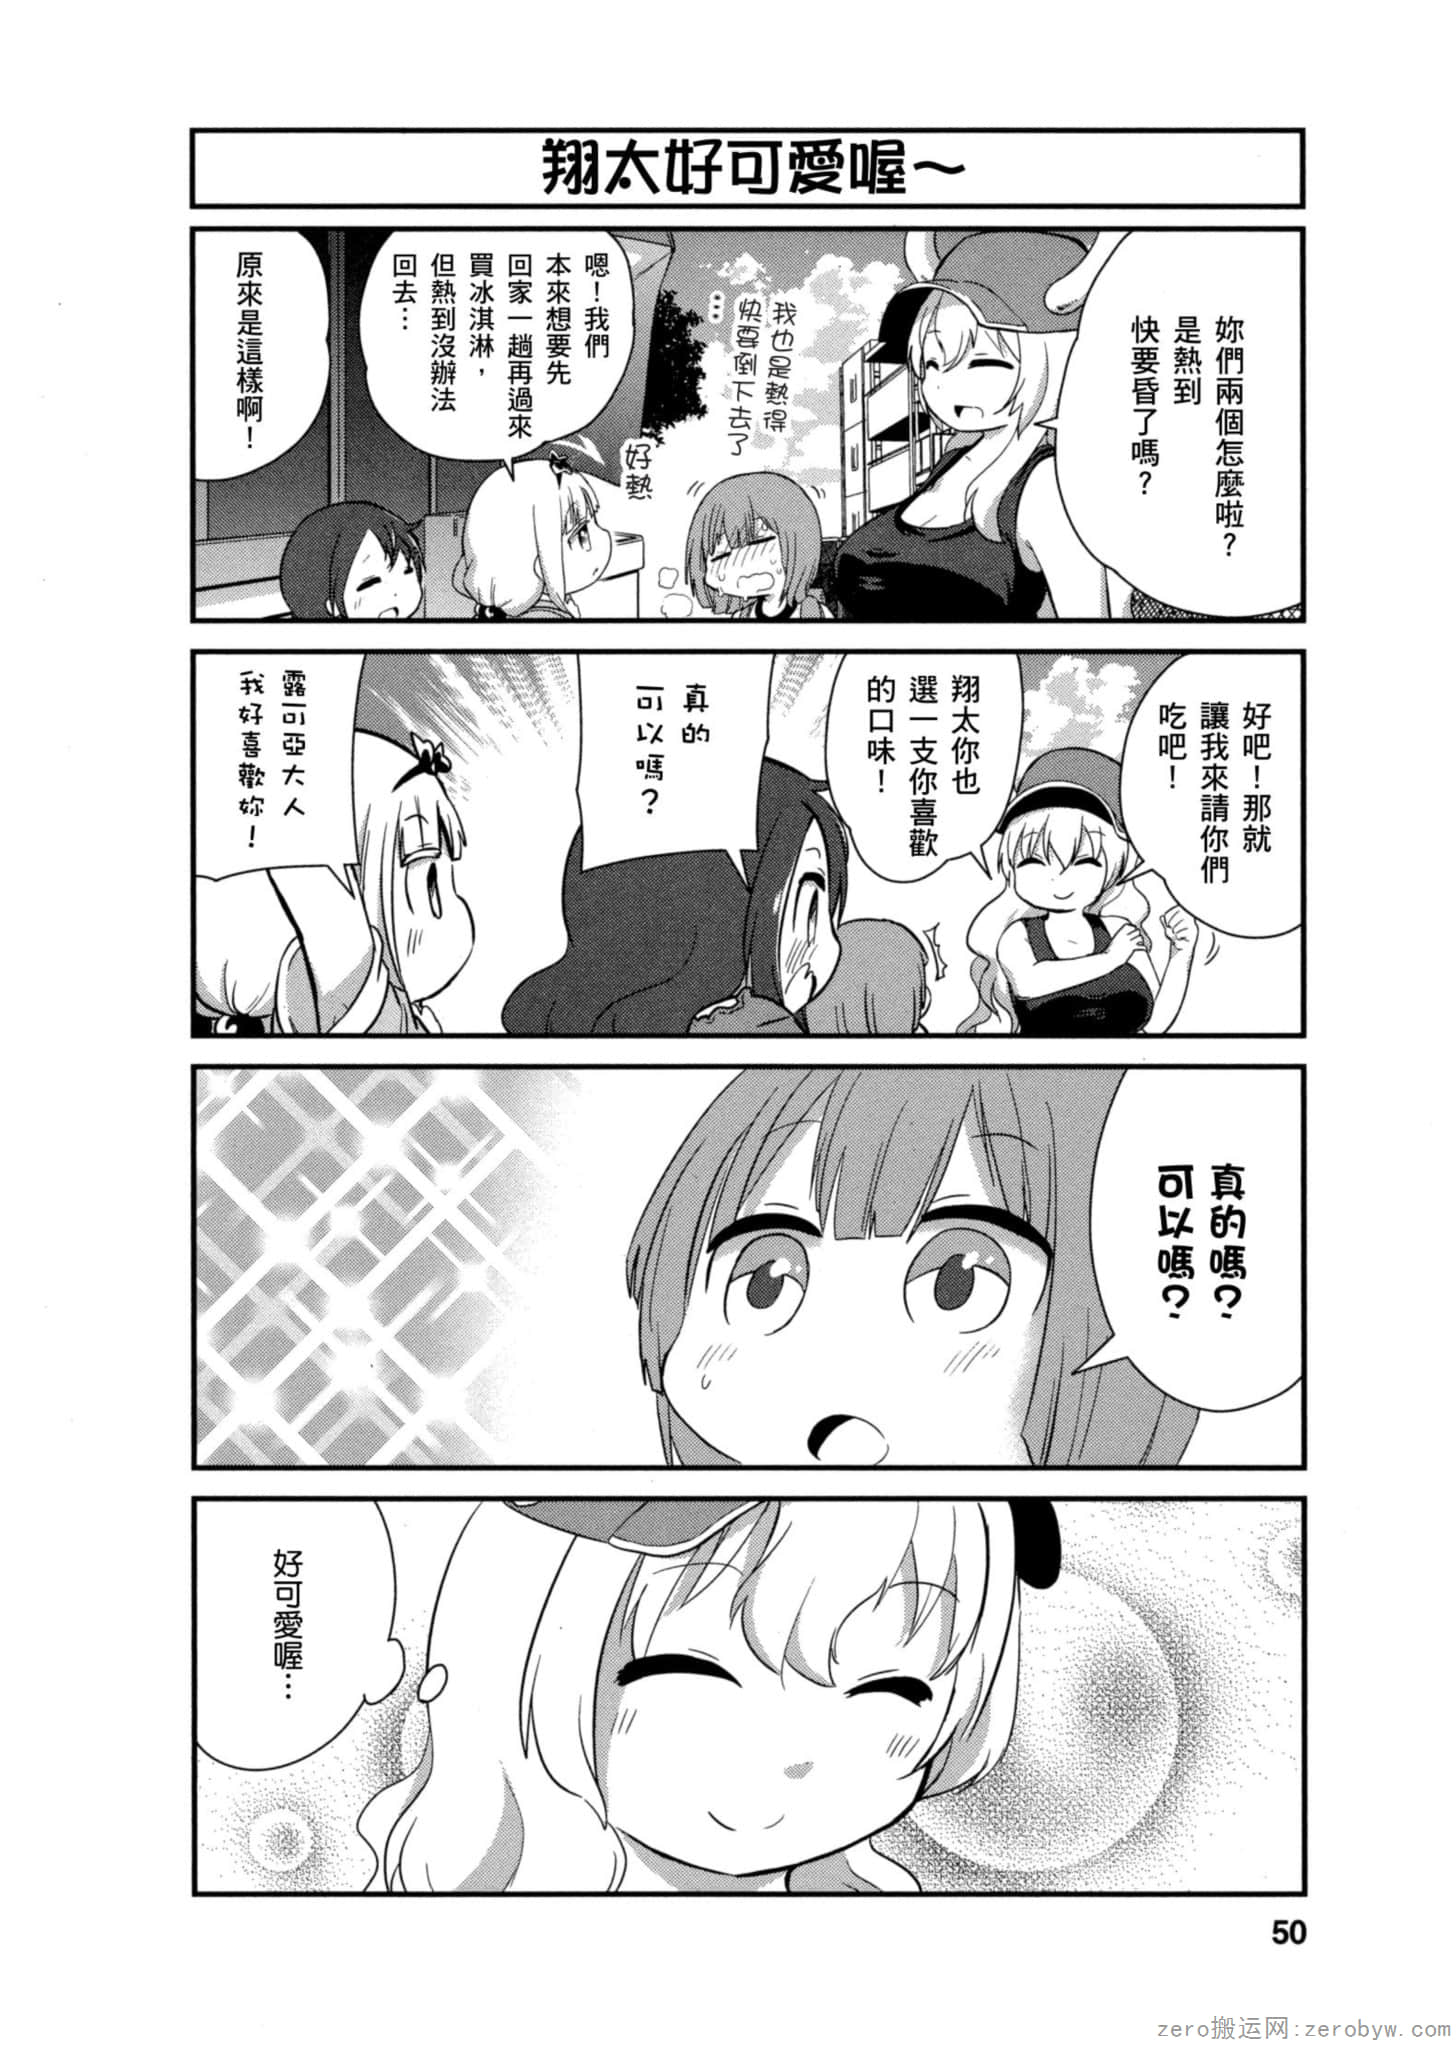 翔太好可愛喔～
妳們兩個怎麼啦？
是熱到
快要昏了嗎？
我也是熱得
快要倒下去了
…
好熱
嗯！我們
本來想要先
回家一趟再過來
買冰淇淋，
但熱到沒辦法
回去…
原來是這樣啊！
好吧！那就
讓我來請你們
吃吧！
翔太你也
選一支你喜歡
的口味！
真的
可以嗎？
露可亞大人
我好喜歡妳！
真的嗎？
可以嗎？
好可愛喔…
50
zero搬运网:zerobyw.com